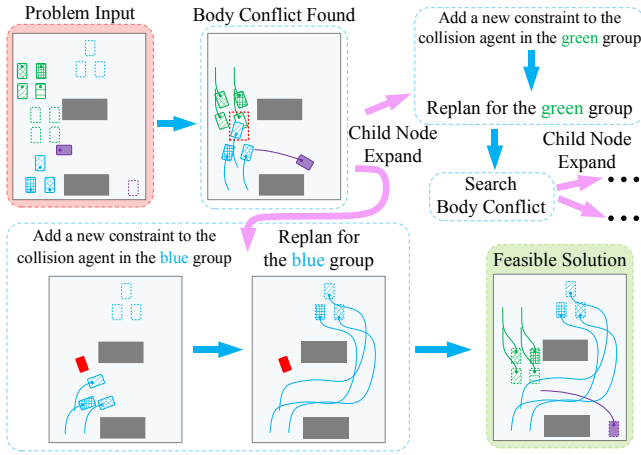 Problem Input
Body Conflict Found
Add a new constraint to the
collision agent in the green group
Replan for the green group
Child Node
Expand
Child Node
Expand
Search
Body Conflict
Add a new constraint to the
collision agent in the blue group
Replan for
the blue group
Feasible Solution